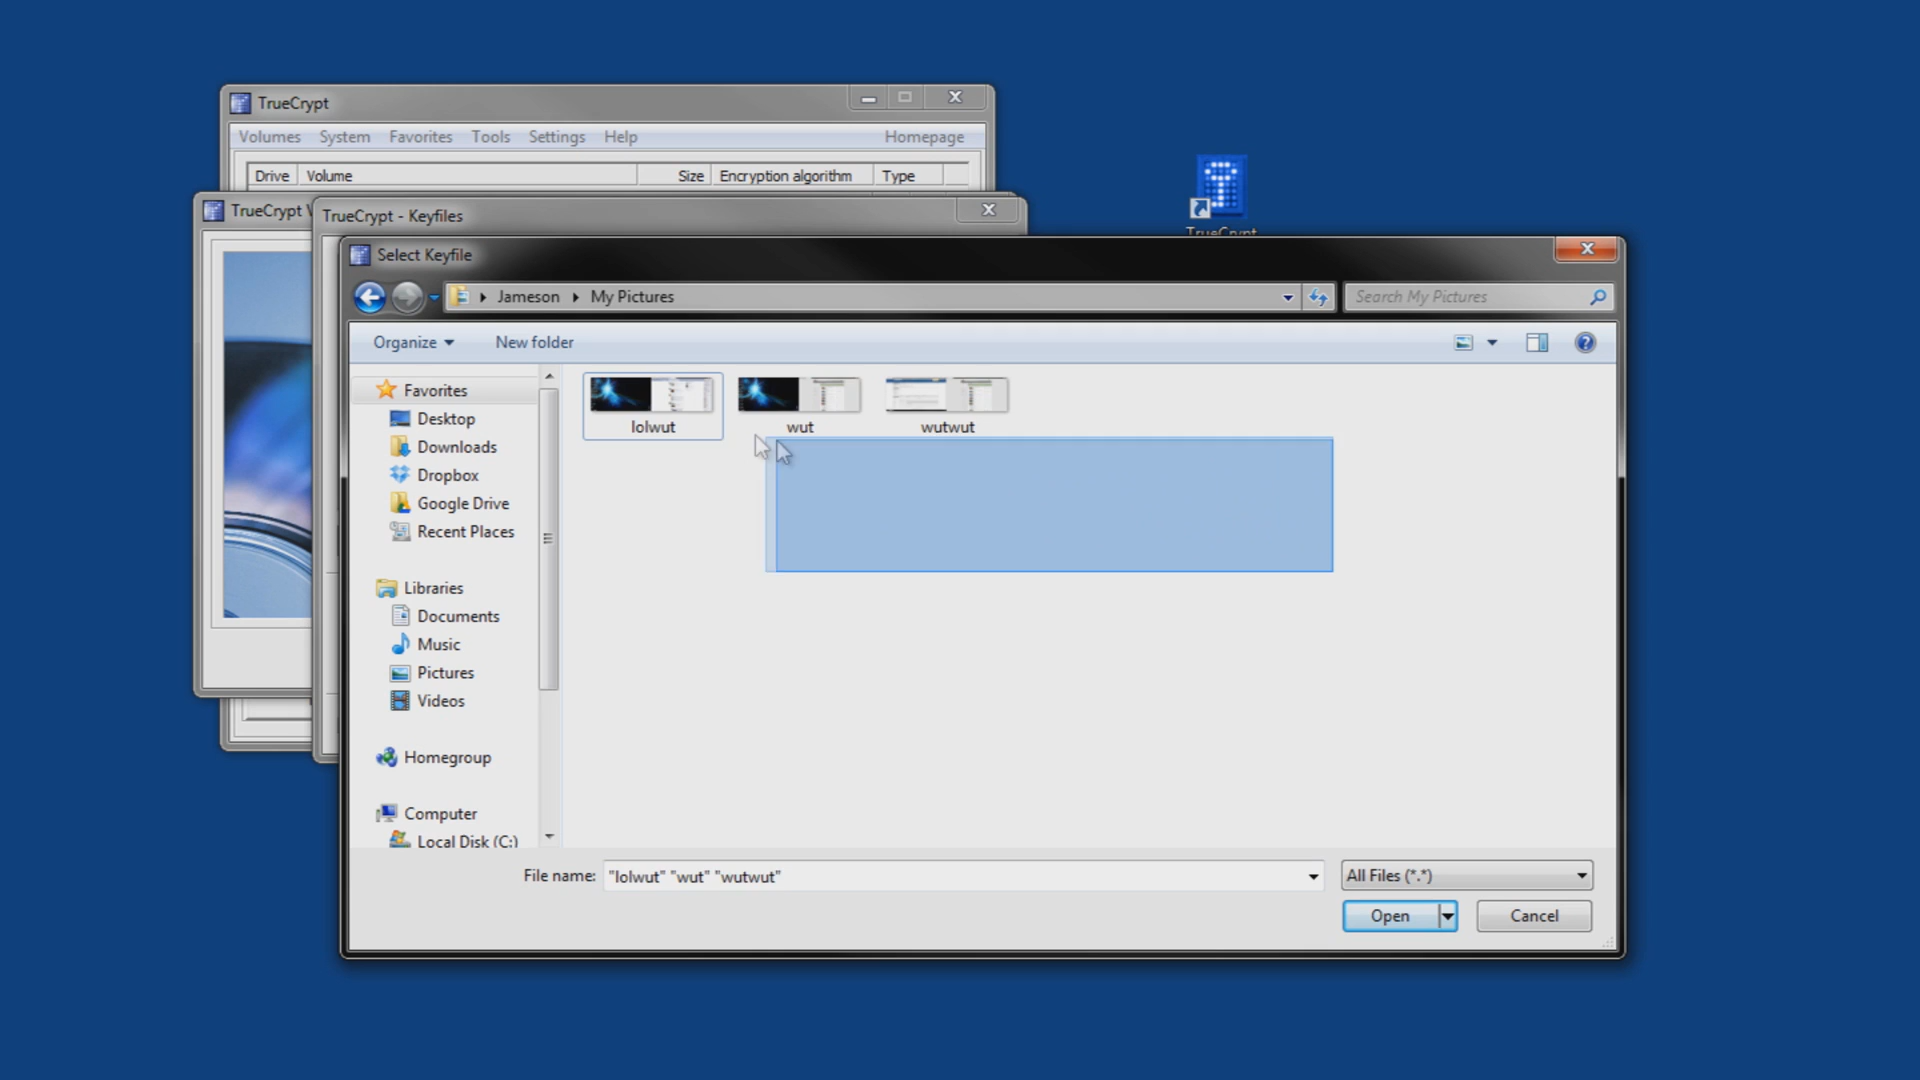 TrueCrypt
Volumes System Favorites Tools Settings Help Homepage
Drive Volume Size Encryption algorithm Type
TrueCrypt
TrueCrypt - Keyfiles
TrueCrypt
Select Keyfile
Jameson My Pictures
Search My Pictures
Organize New folder
Favorites
Desktop
Downloads
Dropbox
Google Drive
Recent Places
Libraries
Documents
Music
Pictures
Videos
Homegroup
Computer
Local Disk (C:)
lolwut wut wutwut
File name: "lolwut" "wut" "wutwut"
All Files (*.*)
Open Cancel